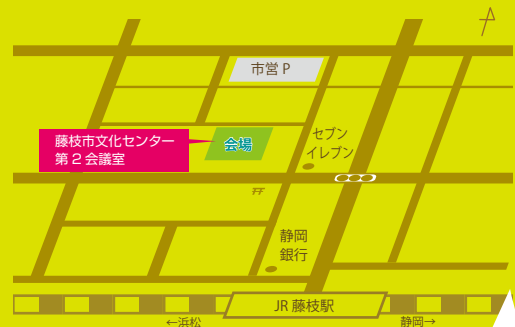 市営 P
藤枝市文化センター
第 2 会議室
会場
セブン
イレブン
静岡
銀行
JR 藤枝駅
←浜松
静岡→